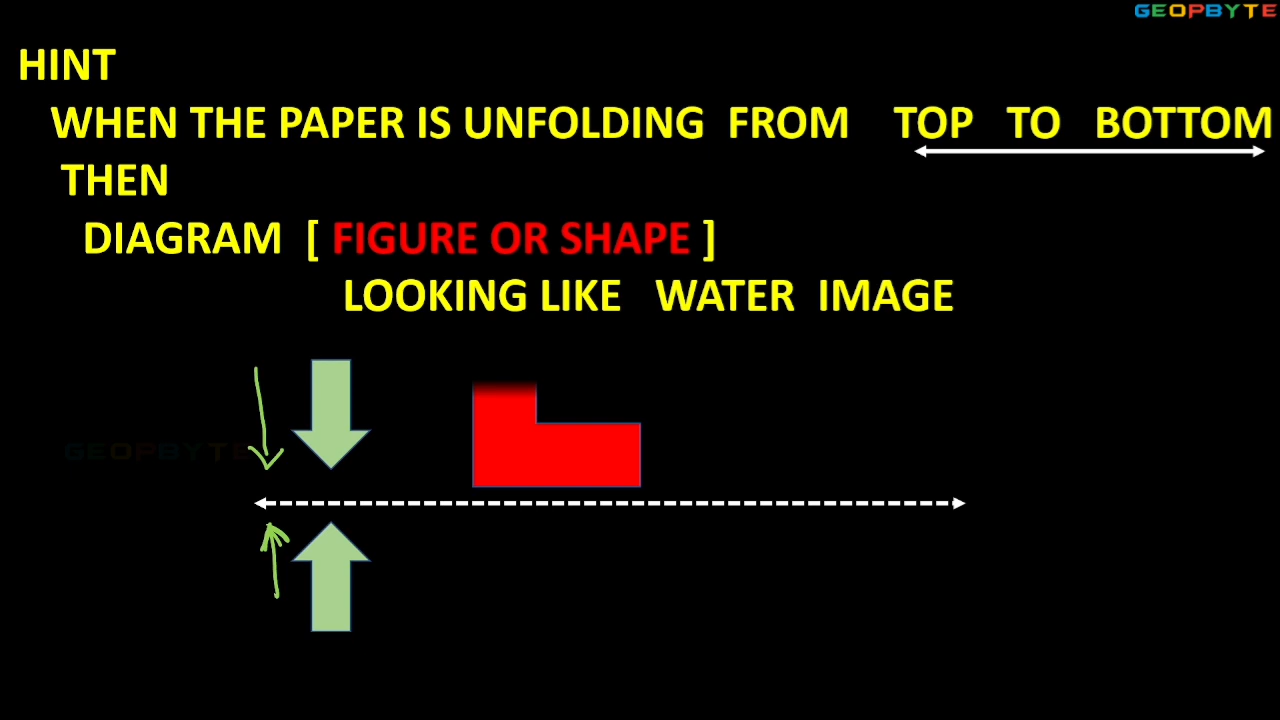 GEOPBYTE
HINT
WHEN THE PAPER IS UNFOLDING FROM TOP TO BOTTOM
THEN
DIAGRAM [ FIGURE OR SHAPE ]
LOOKING LIKE WATER IMAGE
GEOPBYTE